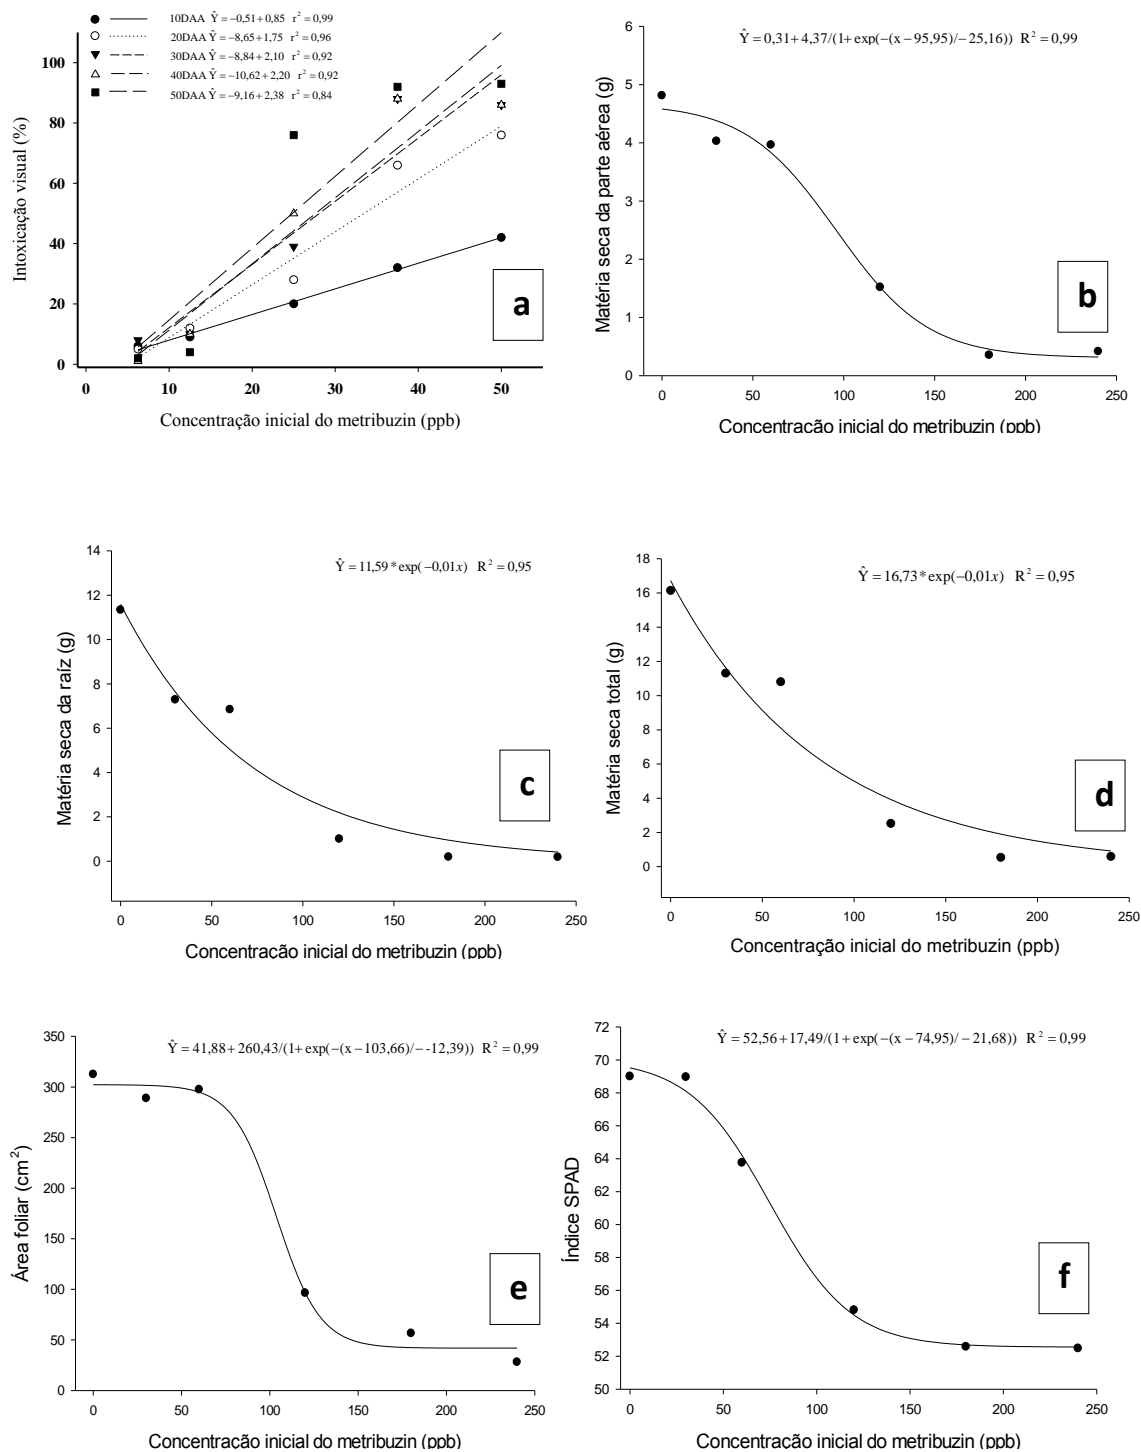 10DAA Ŷ = −0,51+ 0,85 r² = 0,99
20DAA Ŷ = −8,65+1,75 r² = 0,96
30DAA Ŷ = −8,84+ 2,10 r² = 0,92
40DAA Ŷ = −10,62+ 2,20 r² = 0,92
50DAA Ŷ = −9,16+ 2,38 r² = 0,84
100
80
60
40
20
0
Intoxicação visual (%)
a
0 10 20 30 40 50
Concentração inicial do metribuzin (ppb)
Ŷ = 0,31+ 4,37/(1+ exp(−(x − 95,95)/− 25,16)) R² = 0,99
6
5
4
3
2
1
0
Matéria seca da parte aérea (g)
b
0 50 100 150 200 250
Concentração inicial do metribuzin (ppb)
Ŷ = 11,59 *exp(−0,01x) R² = 0,95
14
12
10
8
6
4
2
0
Matéria seca da raíz (g)
c
0 50 100 150 200 250
Concentração inicial do metribuzin (ppb)
Ŷ = 16,73*exp(−0,01x) R² = 0,95
18
16
14
12
10
8
6
4
2
0
Matéria seca total (g)
d
0 50 100 150 200 250
Concentração inicial do metribuzin (ppb)
Ŷ = 41,88+ 260,43/(1+ exp(−(x −103,66)/− -12,39)) R² = 0,99
350
300
250
200
150
100
50
0
Área foliar (cm²)
e
0 50 100 150 200 250
Concentração inicial do metribuzin (ppb)
Ŷ = 52,56+17,49/(1+ exp(−(x − 74,95)/− 21,68)) R² = 0,99
72
70
68
66
64
62
60
58
56
54
52
50
Índice SPAD
f
0 50 100 150 200 250
Concentração inicial do metribuzin (ppb)